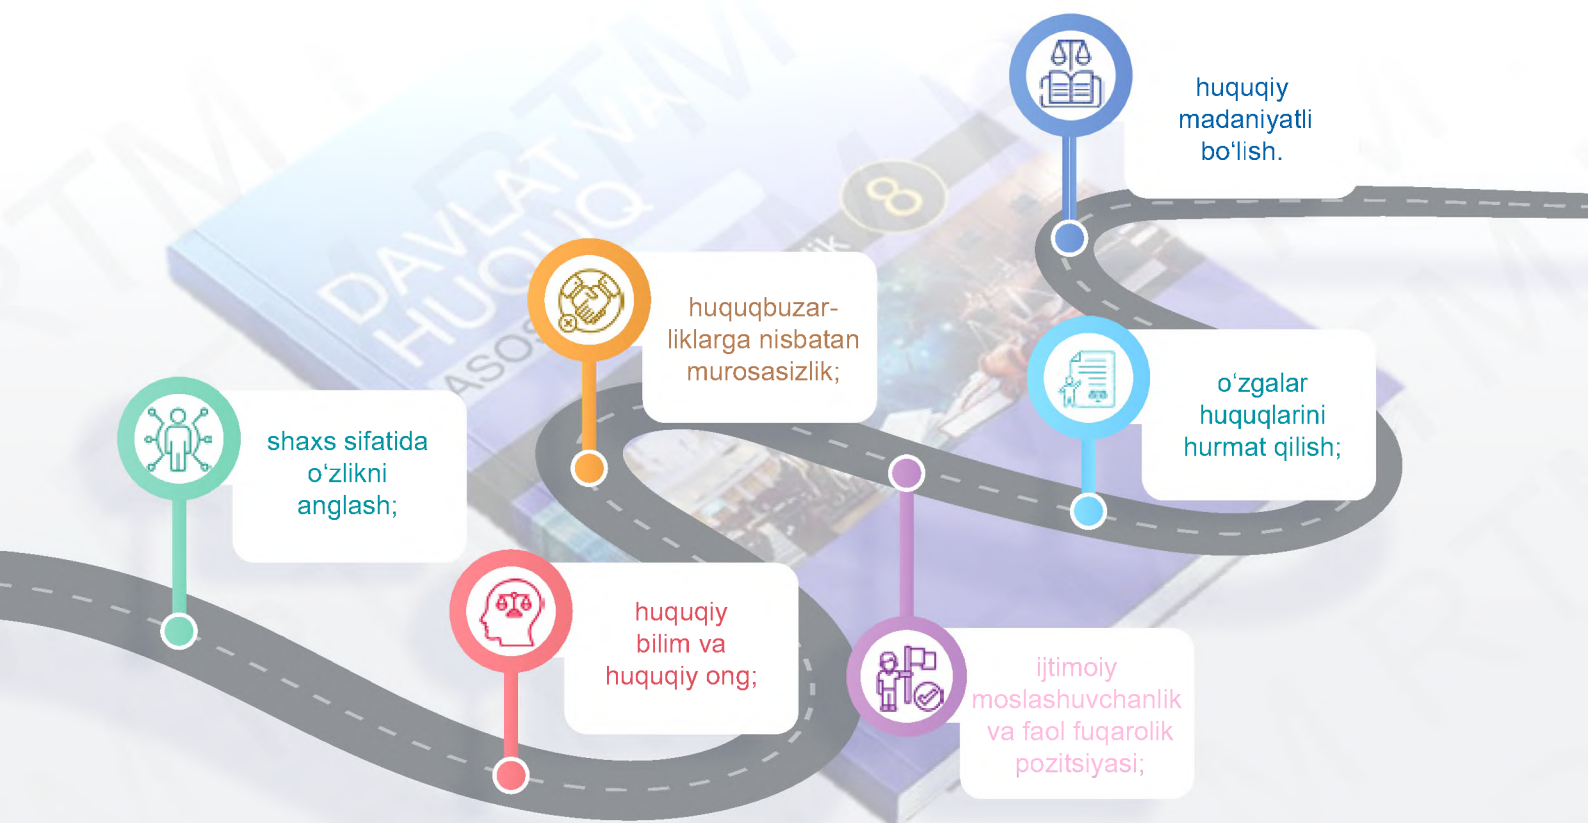 huquqiy
madaniyatli
bo‘lish.
DAVLAT VA
HUQUQ
8
huquqbuzar-
liklarga nisbatan
murosasizlik;
o‘zgalar
huquqlarini
hurmat qilish;
shaxs sifatida
o‘zlikni
anglash;
huquqiy
bilim va
huquqiy ong;
ijtimoiy
moslashuvchanlik
va faol fuqarolik
pozitsiyasi;